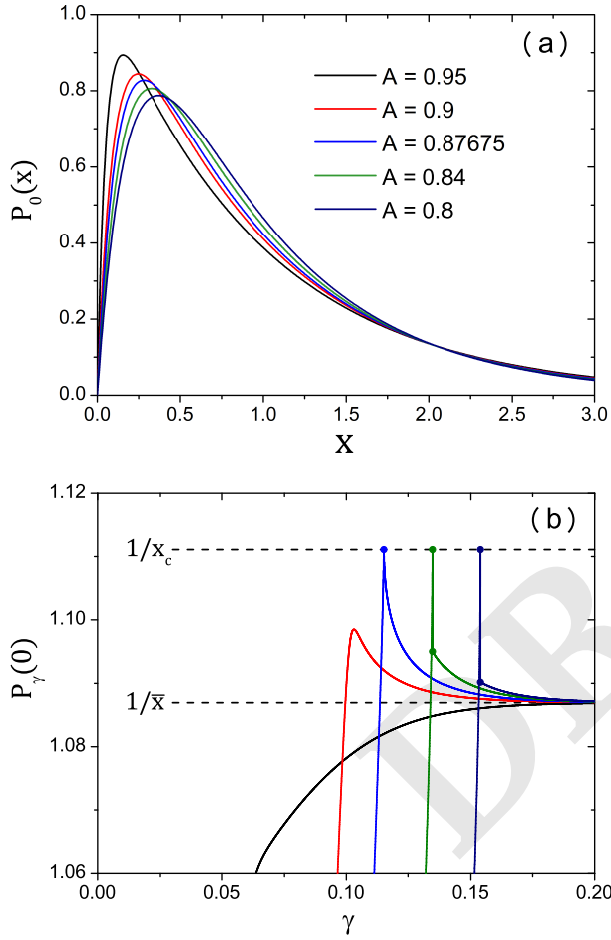 (a)
A = 0.95
A = 0.9
A = 0.87675
A = 0.84
A = 0.8
P₀(x)
1.0
0.8
0.6
0.4
0.2
0.0
0.0 0.5 1.0 1.5 2.0 2.5 3.0
x
(b)
1/x_c
1/x̄
Pγ(0)
1.12
1.10
1.08
1.06
0.00 0.05 0.10 0.15 0.20
γ